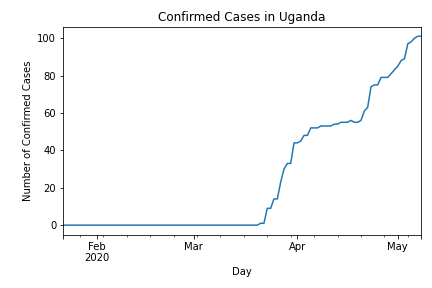 Confirmed Cases in Uganda
Number of Confirmed Cases
100
80
60
40
20
0
Feb Mar Apr May
2020
Day